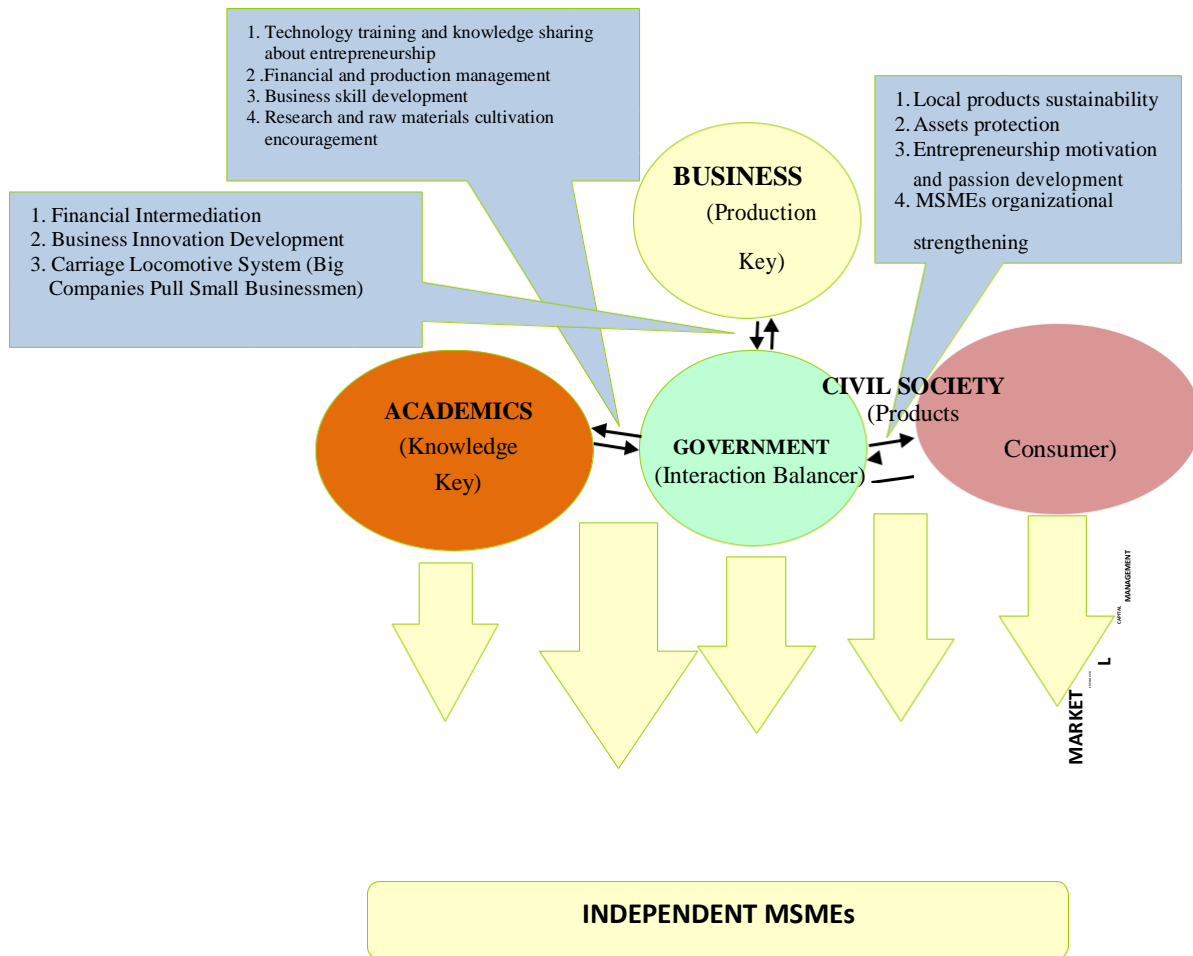 1. Technology training and knowledge sharing
about entrepreneurship
2 .Financial and production management
3. Business skill development
4. Research and raw materials cultivation
encouragement
1. Local products sustainability
2. Assets protection
3. Entrepreneurship motivation
and passion development
4. MSMEs organizational
strengthening
BUSINESS
(Production
Key)
1. Financial Intermediation
2. Business Innovation Development
3. Carriage Locomotive System (Big
Companies Pull Small Businessmen)
ACADEMICS
(Knowledge
Key)
GOVERNMENT
(Interaction Balancer)
CIVIL SOCIETY
(Products
Consumer)
MANAGEMENT
CAPITAL
L
MARKET
INDEPENDENT MSMEs